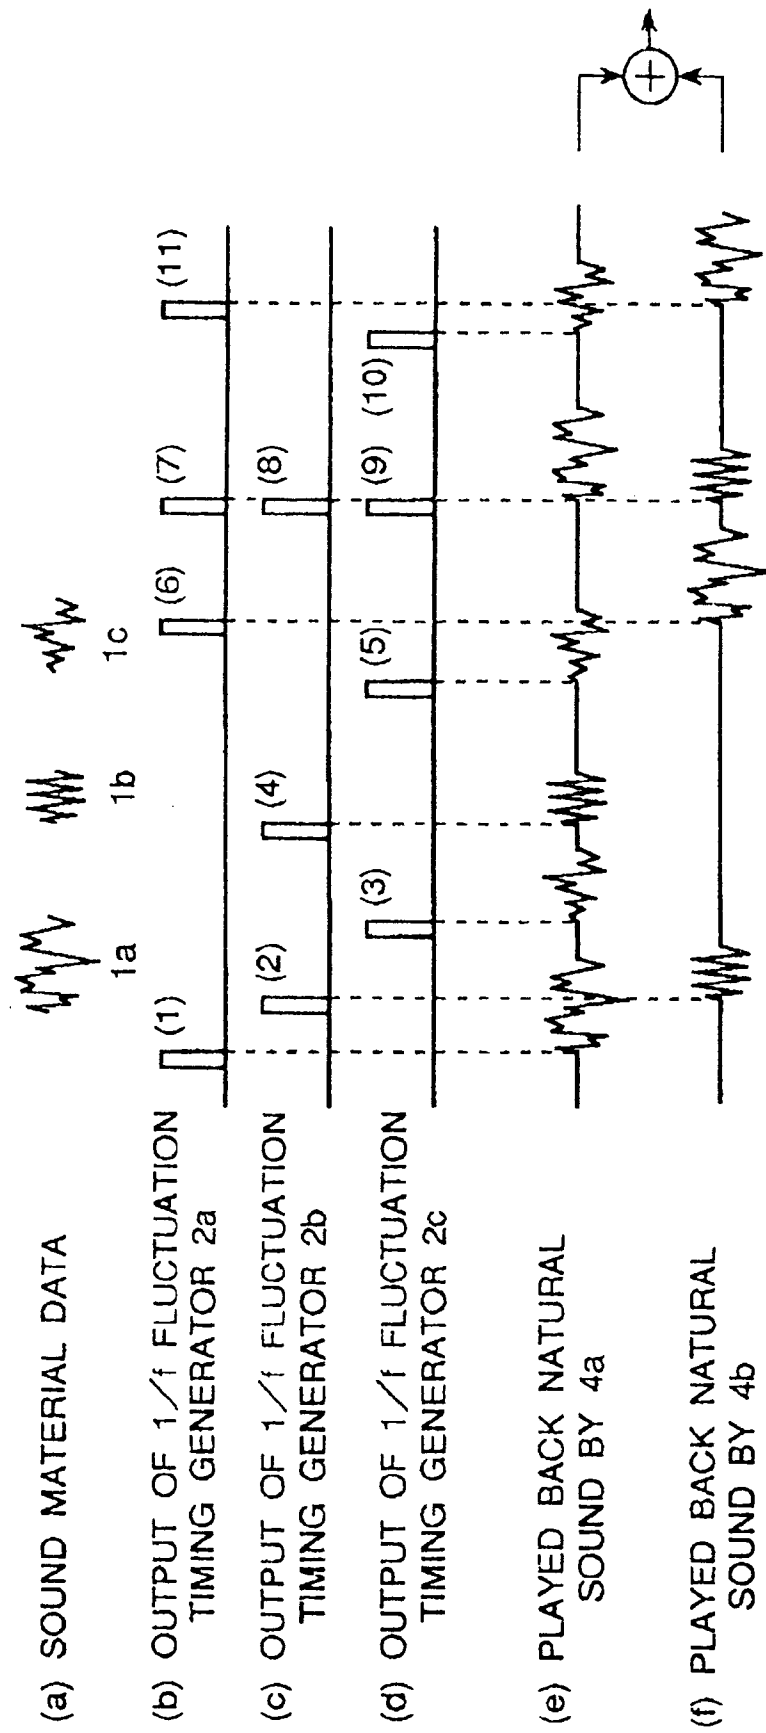 (a) SOUND MATERIAL DATA
1a
1b
1c
(b) OUTPUT OF 1/f FLUCTUATION
TIMING GENERATOR 2a
(1)
(6)
(7)
(11)
(c) OUTPUT OF 1/f FLUCTUATION
TIMING GENERATOR 2b
(2)
(4)
(8)
(d) OUTPUT OF 1/f FLUCTUATION
TIMING GENERATOR 2c
(3)
(5)
(9)
(10)
(e) PLAYED BACK NATURAL
SOUND BY 4a
(f) PLAYED BACK NATURAL
SOUND BY 4b
+